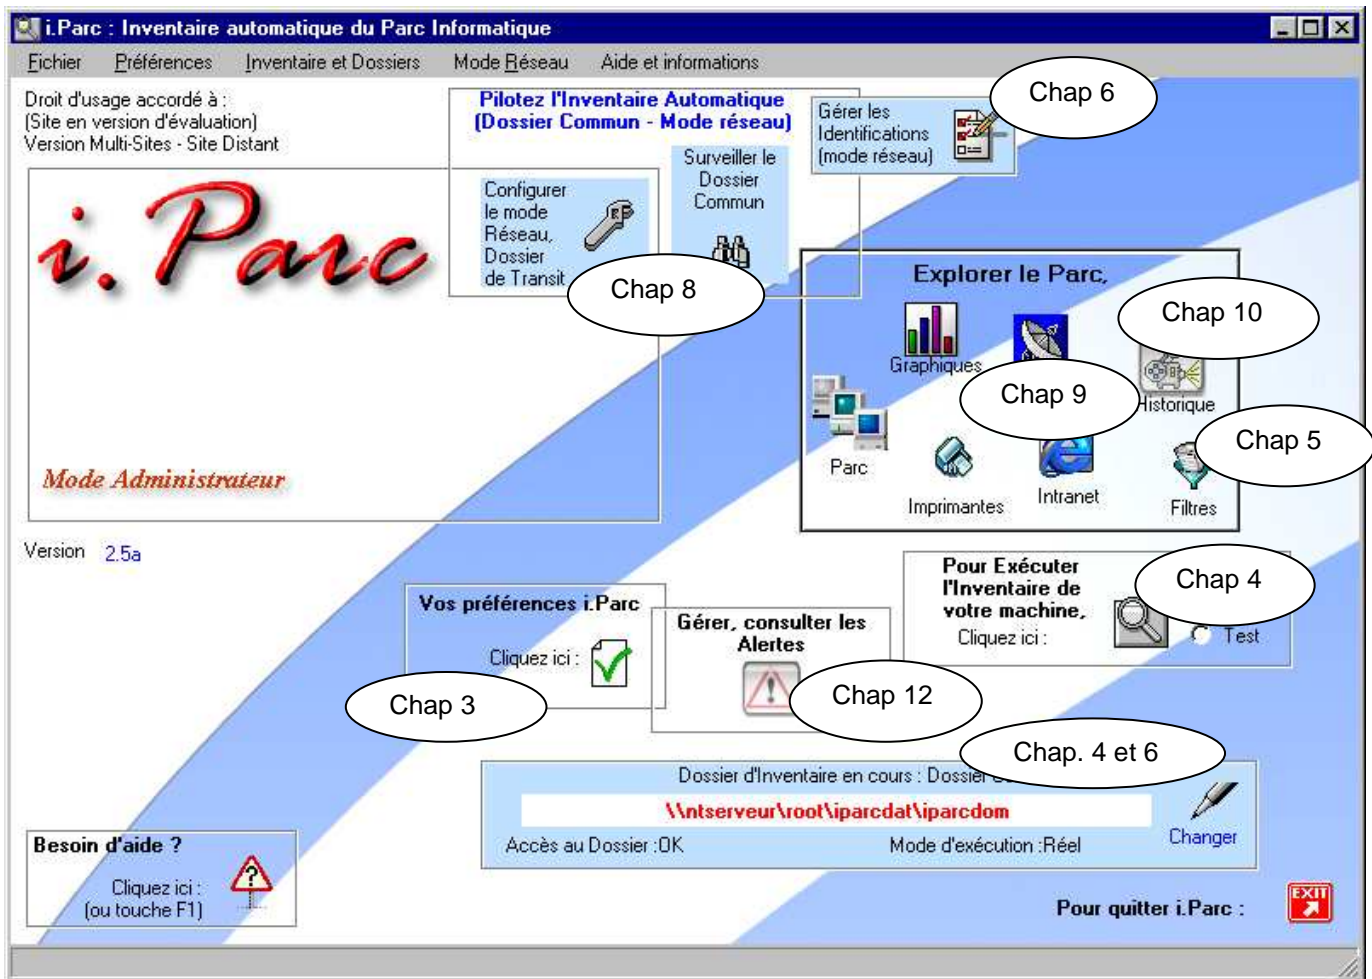 i.Parc : Inventaire automatique du Parc Informatique
Fichier Préférences Inventaire et Dossiers Mode Réseau Aide et informations
Droit d'usage accordé à :
(Site en version d'évaluation)
Version Multi-Sites - Site Distant
Pilotez l'Inventaire Automatique
(Dossier Commun - Mode réseau)
Configurer
le mode
Réseau,
Dossier
de Transit
Chap 8
Surveiller le
Dossier
Commun
Gérer les
Identifications
(mode réseau)
Chap 6
i.Parc
Mode Administrateur
Explorer le Parc,
Chap 10
Graphiques
Chap 9
Historique
Chap 5
Parc
Imprimantes
Intranet
Filtres
Version 2.5a
Pour Exécuter
l'Inventaire de
votre machine,
Cliquez ici :
Chap 4
Test
Vos préférences i.Parc
Cliquez ici :
Chap 3
Gérer, consulter les
Alertes
Chap 12
Chap. 4 et 6
Dossier d'Inventaire en cours : Dossier
\\ntserveur\root\iparcdat\iparcdom
Accès au Dossier :OK Mode d'exécution :Réel
Changer
Besoin d'aide ?
Cliquez ici :
(ou touche F1)
?
Pour quitter i.Parc :
EXIT